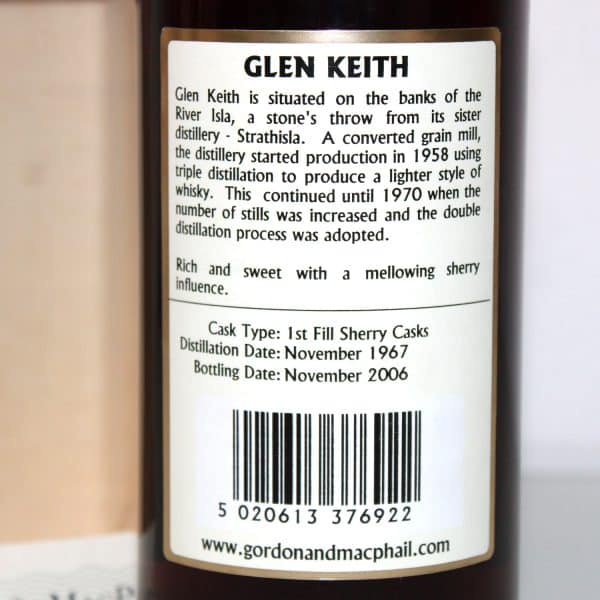 GLEN KEITH
Glen Keith is situated on the banks of the
River Isla, a stone's throw from its sister
distillery - Strathisla. A converted grain mill,
the distillery started production in 1958 using
triple distillation to produce a lighter style of
whisky. This continued until 1970 when the
number of stills was increased and the double
distillation process was adopted.
Rich and sweet with a mellowing sherry
influence.
Cask Type: 1st Fill Sherry Casks
Distillation Date: November 1967
Bottling Date: November 2006
5 020613 376922
www.gordonandmacphail.com